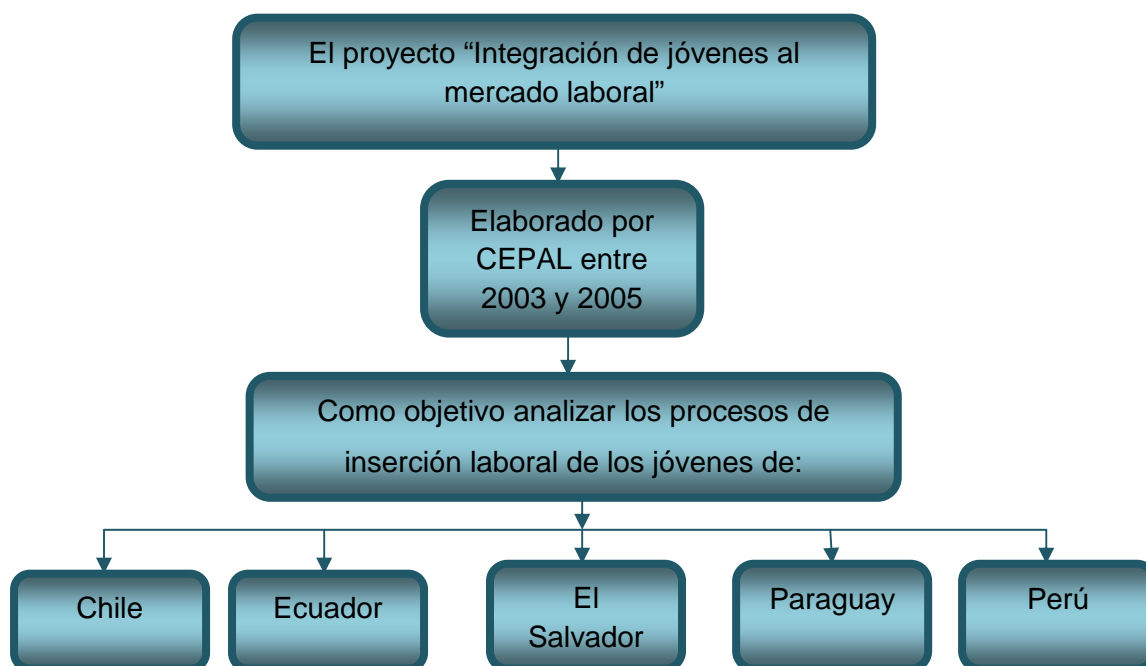 El proyecto “Integración de jóvenes al
mercado laboral”
Elaborado por
CEPAL entre
2003 y 2005
Como objetivo analizar los procesos de
inserción laboral de los jóvenes de:
Chile
Ecuador
El
Salvador
Paraguay
Perú